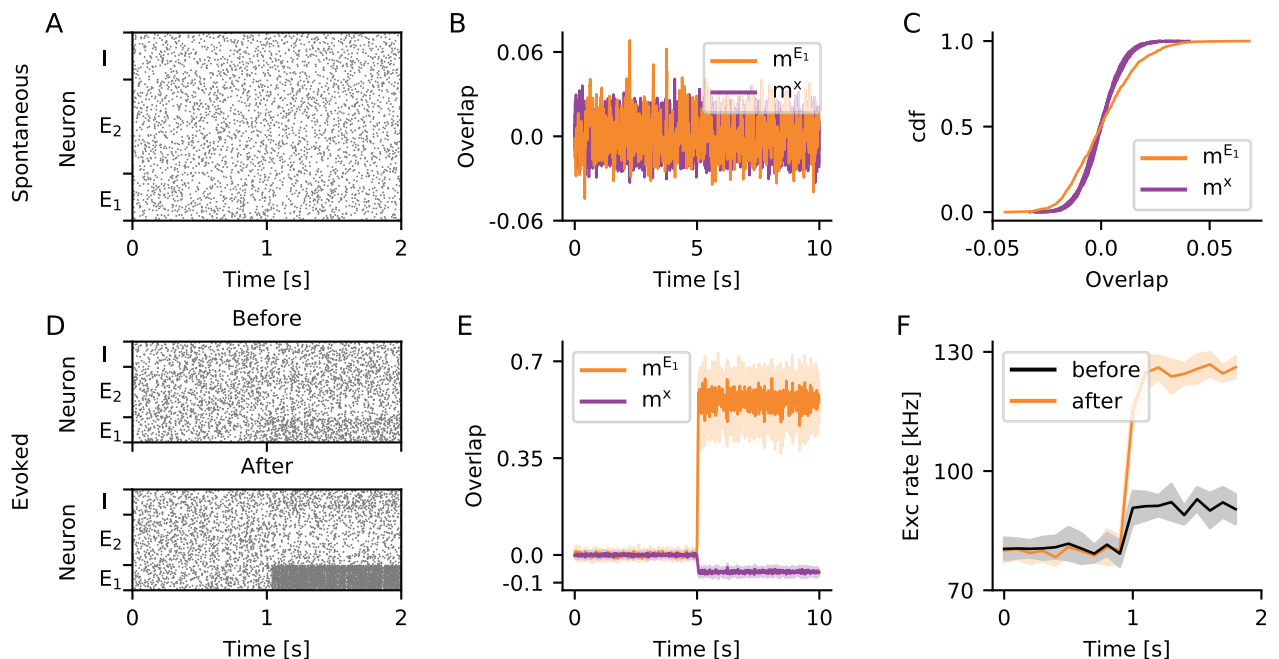 A
Spontaneous
Neuron
I
E2
E1
0
1
2
Time [s]
B
Overlap
0.06
0.0
-0.06
mE1
mx
0
5
10
Time [s]
C
cdf
1.0
0.5
0.0
mE1
mx
-0.045
0.0
0.05
Overlap
Evoked
D
Before
Neuron
I
E2
E1
After
Neuron
I
E2
E1
0
1
2
Time [s]
E
Overlap
0.7
0.35
0.0
-0.1
mE1
mx
0
5
10
Time [s]
F
Exc rate [kHz]
130
100
70
before
after
0
1
2
Time [s]